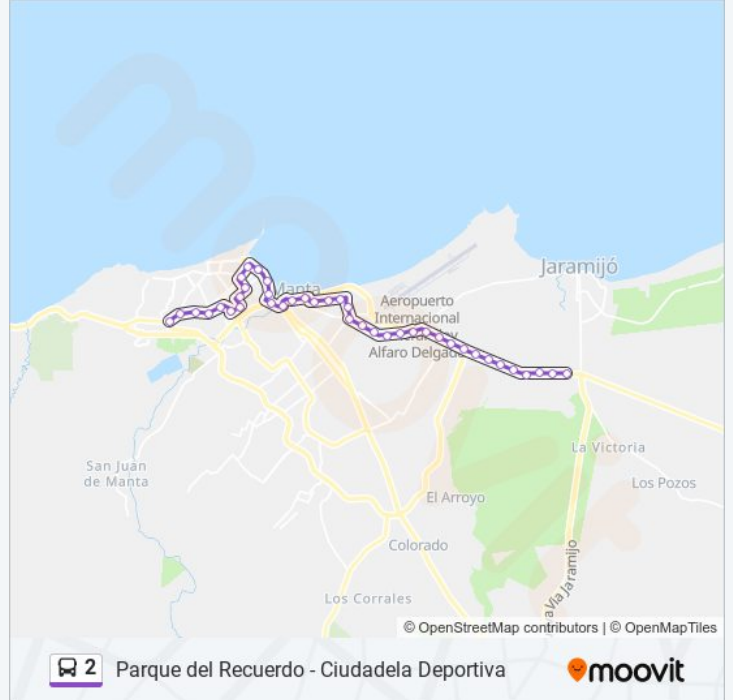 Jaramijó
Manta
Aeropuerto
Internacional
Alfaro Delgado
La Victoria
San Juan
de Manta
Los Pozos
El Arroyo
Colorado
Vía Jaramijo
Los Corrales
© OpenStreetMap contributors | © OpenMapTiles
2 Parque del Recuerdo - Ciudadela Deportiva
moovit